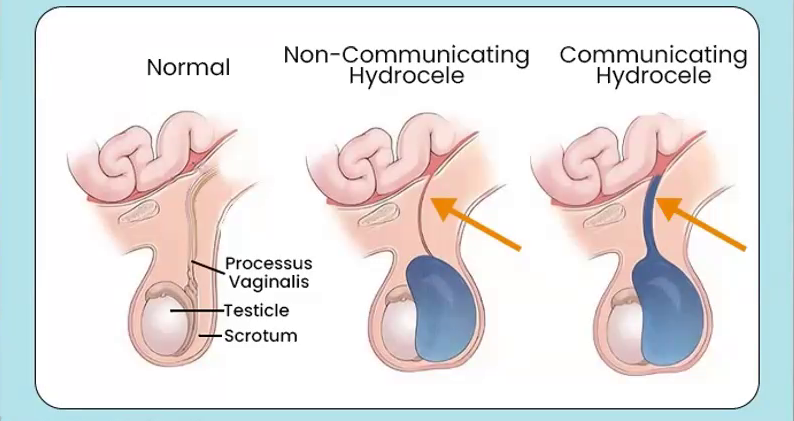 Normal
Non-Communicating
Hydrocele
Communicating
Hydrocele
Processus
Vaginalis
Testicle
Scrotum